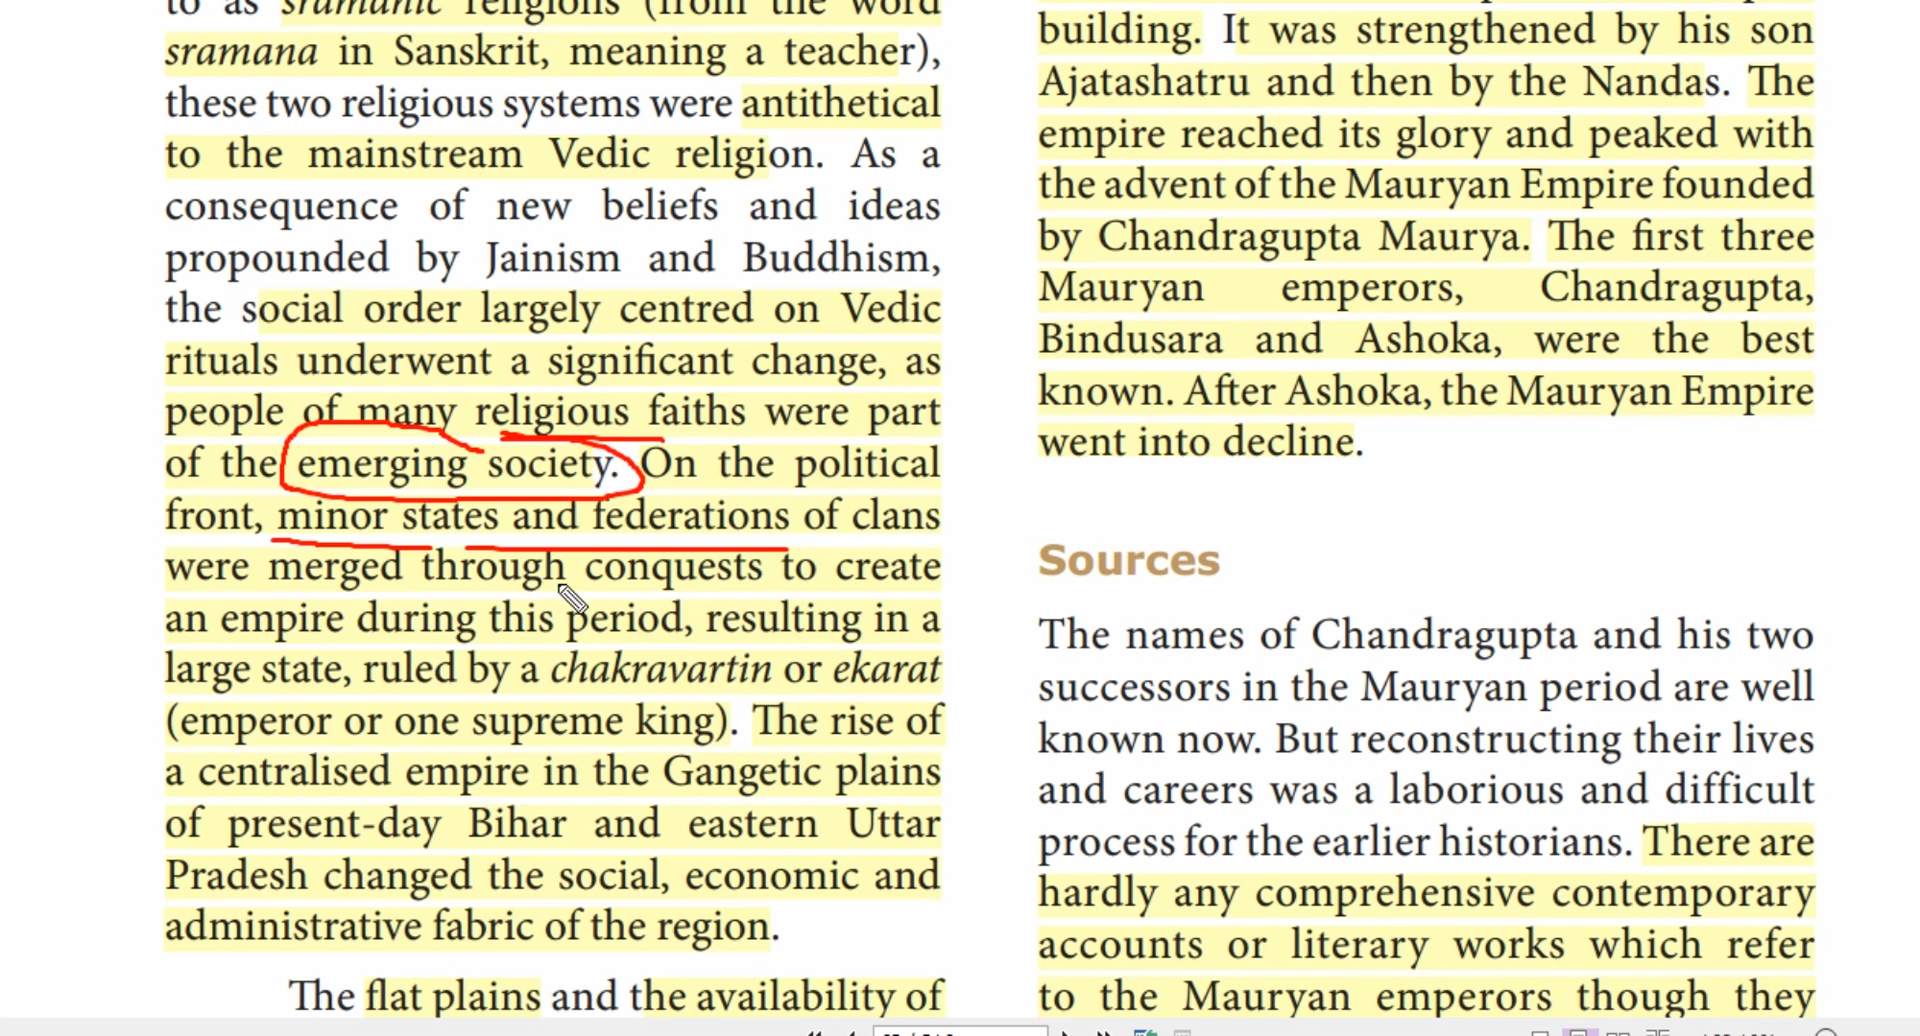 to as sramanic religions (from the word
sramana in Sanskrit, meaning a teacher),
these two religious systems were antithetical
to the mainstream Vedic religion. As a
consequence of new beliefs and ideas
propounded by Jainism and Buddhism,
the social order largely centred on Vedic
rituals underwent a significant change, as
people of many religious faiths were part
of the emerging society. On the political
front, minor states and federations of clans
were merged through conquests to create
an empire during this period, resulting in a
large state, ruled by a chakravartin or ekarat
(emperor or one supreme king). The rise of
a centralised empire in the Gangetic plains
of present-day Bihar and eastern Uttar
Pradesh changed the social, economic and
administrative fabric of the region.
The flat plains and the availability of
building. It was strengthened by his son
Ajatashatru and then by the Nandas. The
empire reached its glory and peaked with
the advent of the Mauryan Empire founded
by Chandragupta Maurya. The first three
Mauryan emperors, Chandragupta,
Bindusara and Ashoka, were the best
known. After Ashoka, the Mauryan Empire
went into decline.
Sources
The names of Chandragupta and his two
successors in the Mauryan period are well
known now. But reconstructing their lives
and careers was a laborious and difficult
process for the earlier historians. There are
hardly any comprehensive contemporary
accounts or literary works which refer
to the Mauryan emperors though they